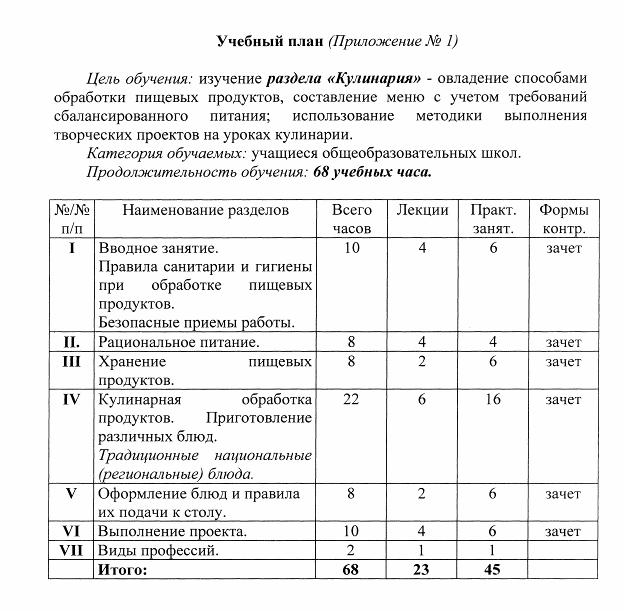 Учебный план (Приложение № 1)
Цель обучения: изучение раздела «Кулинария» - овладение способами
обработки пищевых продуктов, составление меню с учетом требований
сбалансированного питания; использование методики выполнения
творческих проектов на уроках кулинарии.
Категория обучаемых: учащиеся общеобразовательных школ.
Продолжительность обучения: 68 учебных часа.
№/№ Наименование разделов Всего Лекции Практ. Формы
п/п часов занят. контр.
I Вводное занятие. 10 4 6 зачет
Правила санитарии и гигиены
при обработке пищевых
продуктов.
Безопасные приемы работы.
II. Рациональное питание. 8 4 4 зачет
III Хранение пищевых 8 2 6 зачет
продуктов.
IV Кулинарная обработка 22 6 16 зачет
продуктов. Приготовление
различных блюд.
Традиционные национальные
(региональные) блюда.
V Оформление блюд и правила 8 2 6 зачет
их подачи к столу.
VI Выполнение проекта. 10 4 6 зачет
VII Виды профессий. 2 1 1
Итого: 68 23 45